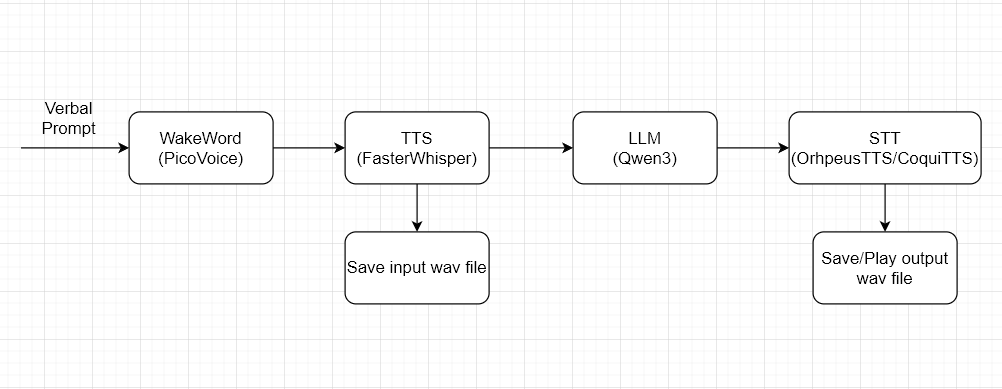 Verbal
Prompt
WakeWord
(PicoVoice)
TTS
(FasterWhisper)
LLM
(Qwen3)
STT
(OrhpeusTTS/CoquiTTS)
Save input wav file
Save/Play output
wav file